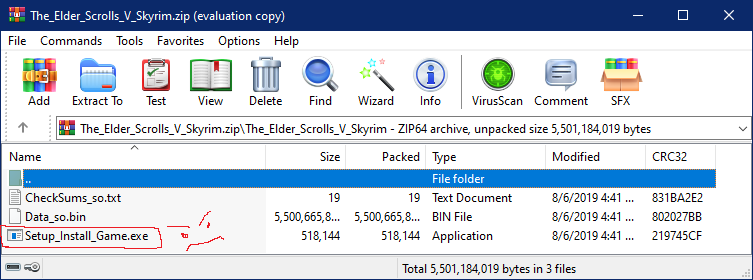 The_Elder_Scrolls_V_Skyrim.zip (evaluation copy)
File Commands Tools Favorites Options Help
Add Extract To Test View Delete Find Wizard Info VirusScan Comment SFX
The_Elder_Scrolls_V_Skyrim.zip\The_Elder_Scrolls_V_Skyrim - ZIP64 archive, unpacked size 5,501,184,019 bytes
Name Size Packed Type Modified CRC32
.. File folder
CheckSums_so.txt 19 19 Text Document 8/6/2019 4:41 ... 831BA2E2
Data_so.bin 5,500,665,8... 5,500,665,8... BIN File 8/6/2019 4:41 ... 802027BB
Setup_Install_Game.exe 518,144 518,144 Application 8/6/2019 4:41 ... 219745CF
Total 5,501,184,019 bytes in 3 files